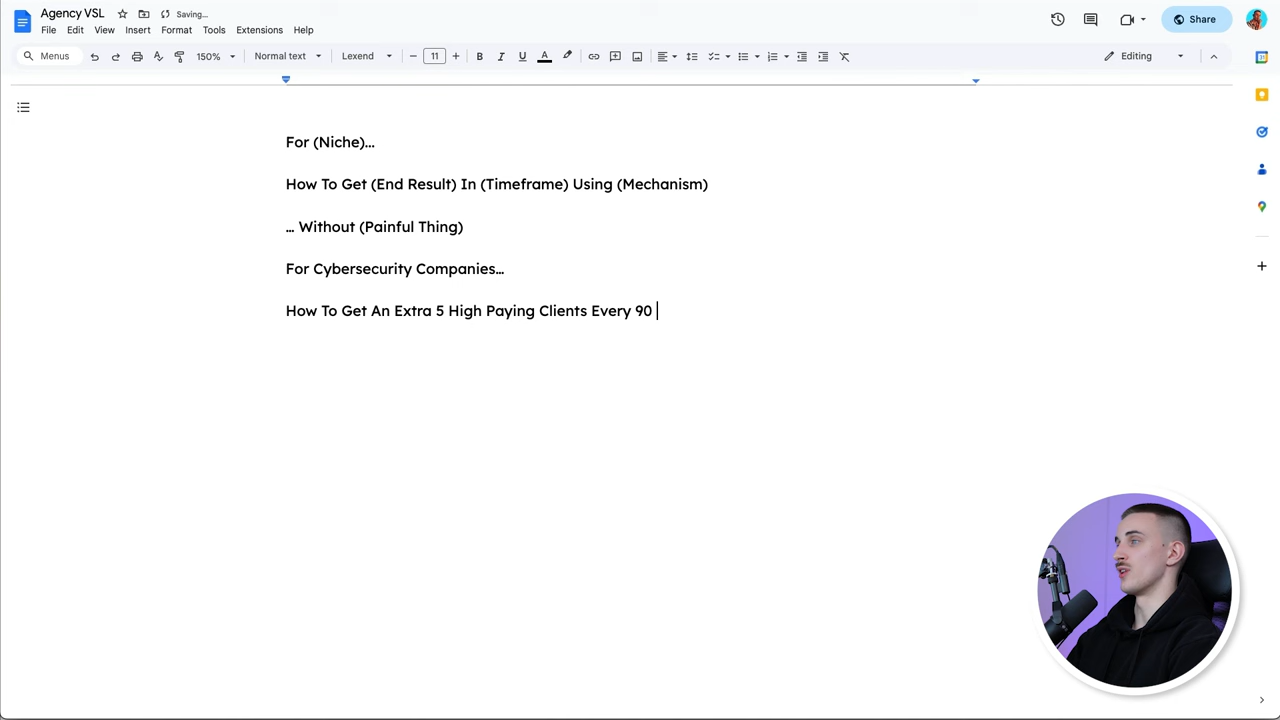 Agency VSL
Saving...
File Edit View Insert Format Tools Extensions Help
Share
Menus
150%
Normal text
Lexend
11
B I U A
Editing
31
For (Niche)...
How To Get (End Result) In (Timeframe) Using (Mechanism)
... Without (Painful Thing)
For Cybersecurity Companies...
How To Get An Extra 5 High Paying Clients Every 90